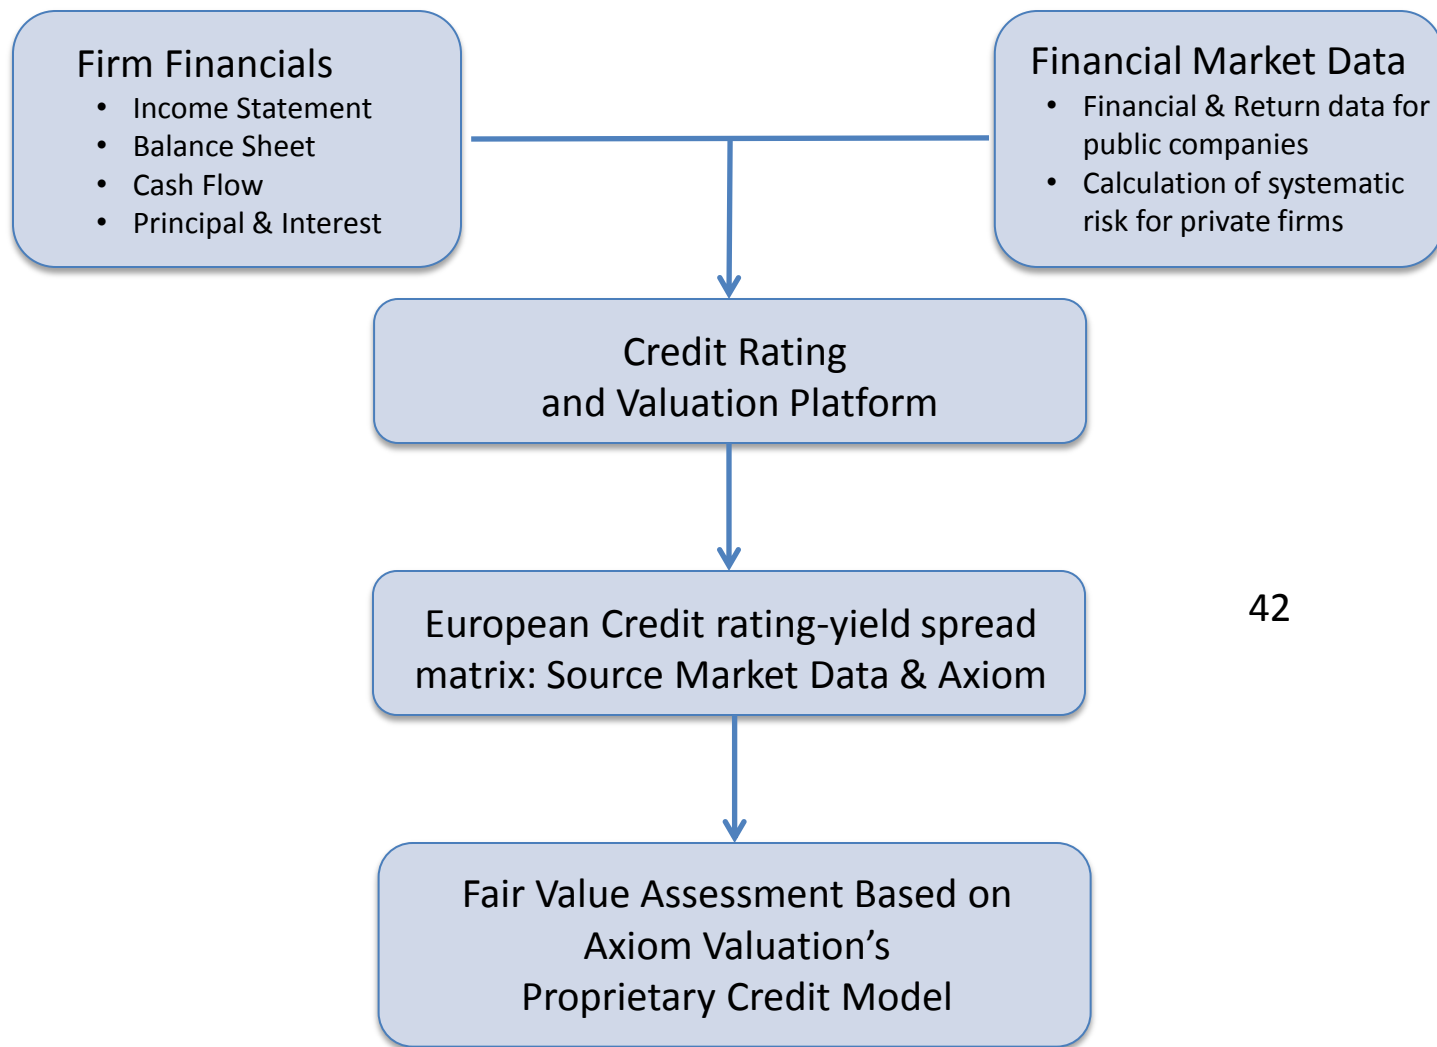 Firm Financials
• Income Statement
• Balance Sheet
• Cash Flow
• Principal & Interest
Financial Market Data
• Financial & Return data for
public companies
• Calculation of systematic
risk for private firms
Credit Rating
and Valuation Platform
European Credit rating-yield spread
matrix: Source Market Data & Axiom
42
Fair Value Assessment Based on
Axiom Valuation’s
Proprietary Credit Model